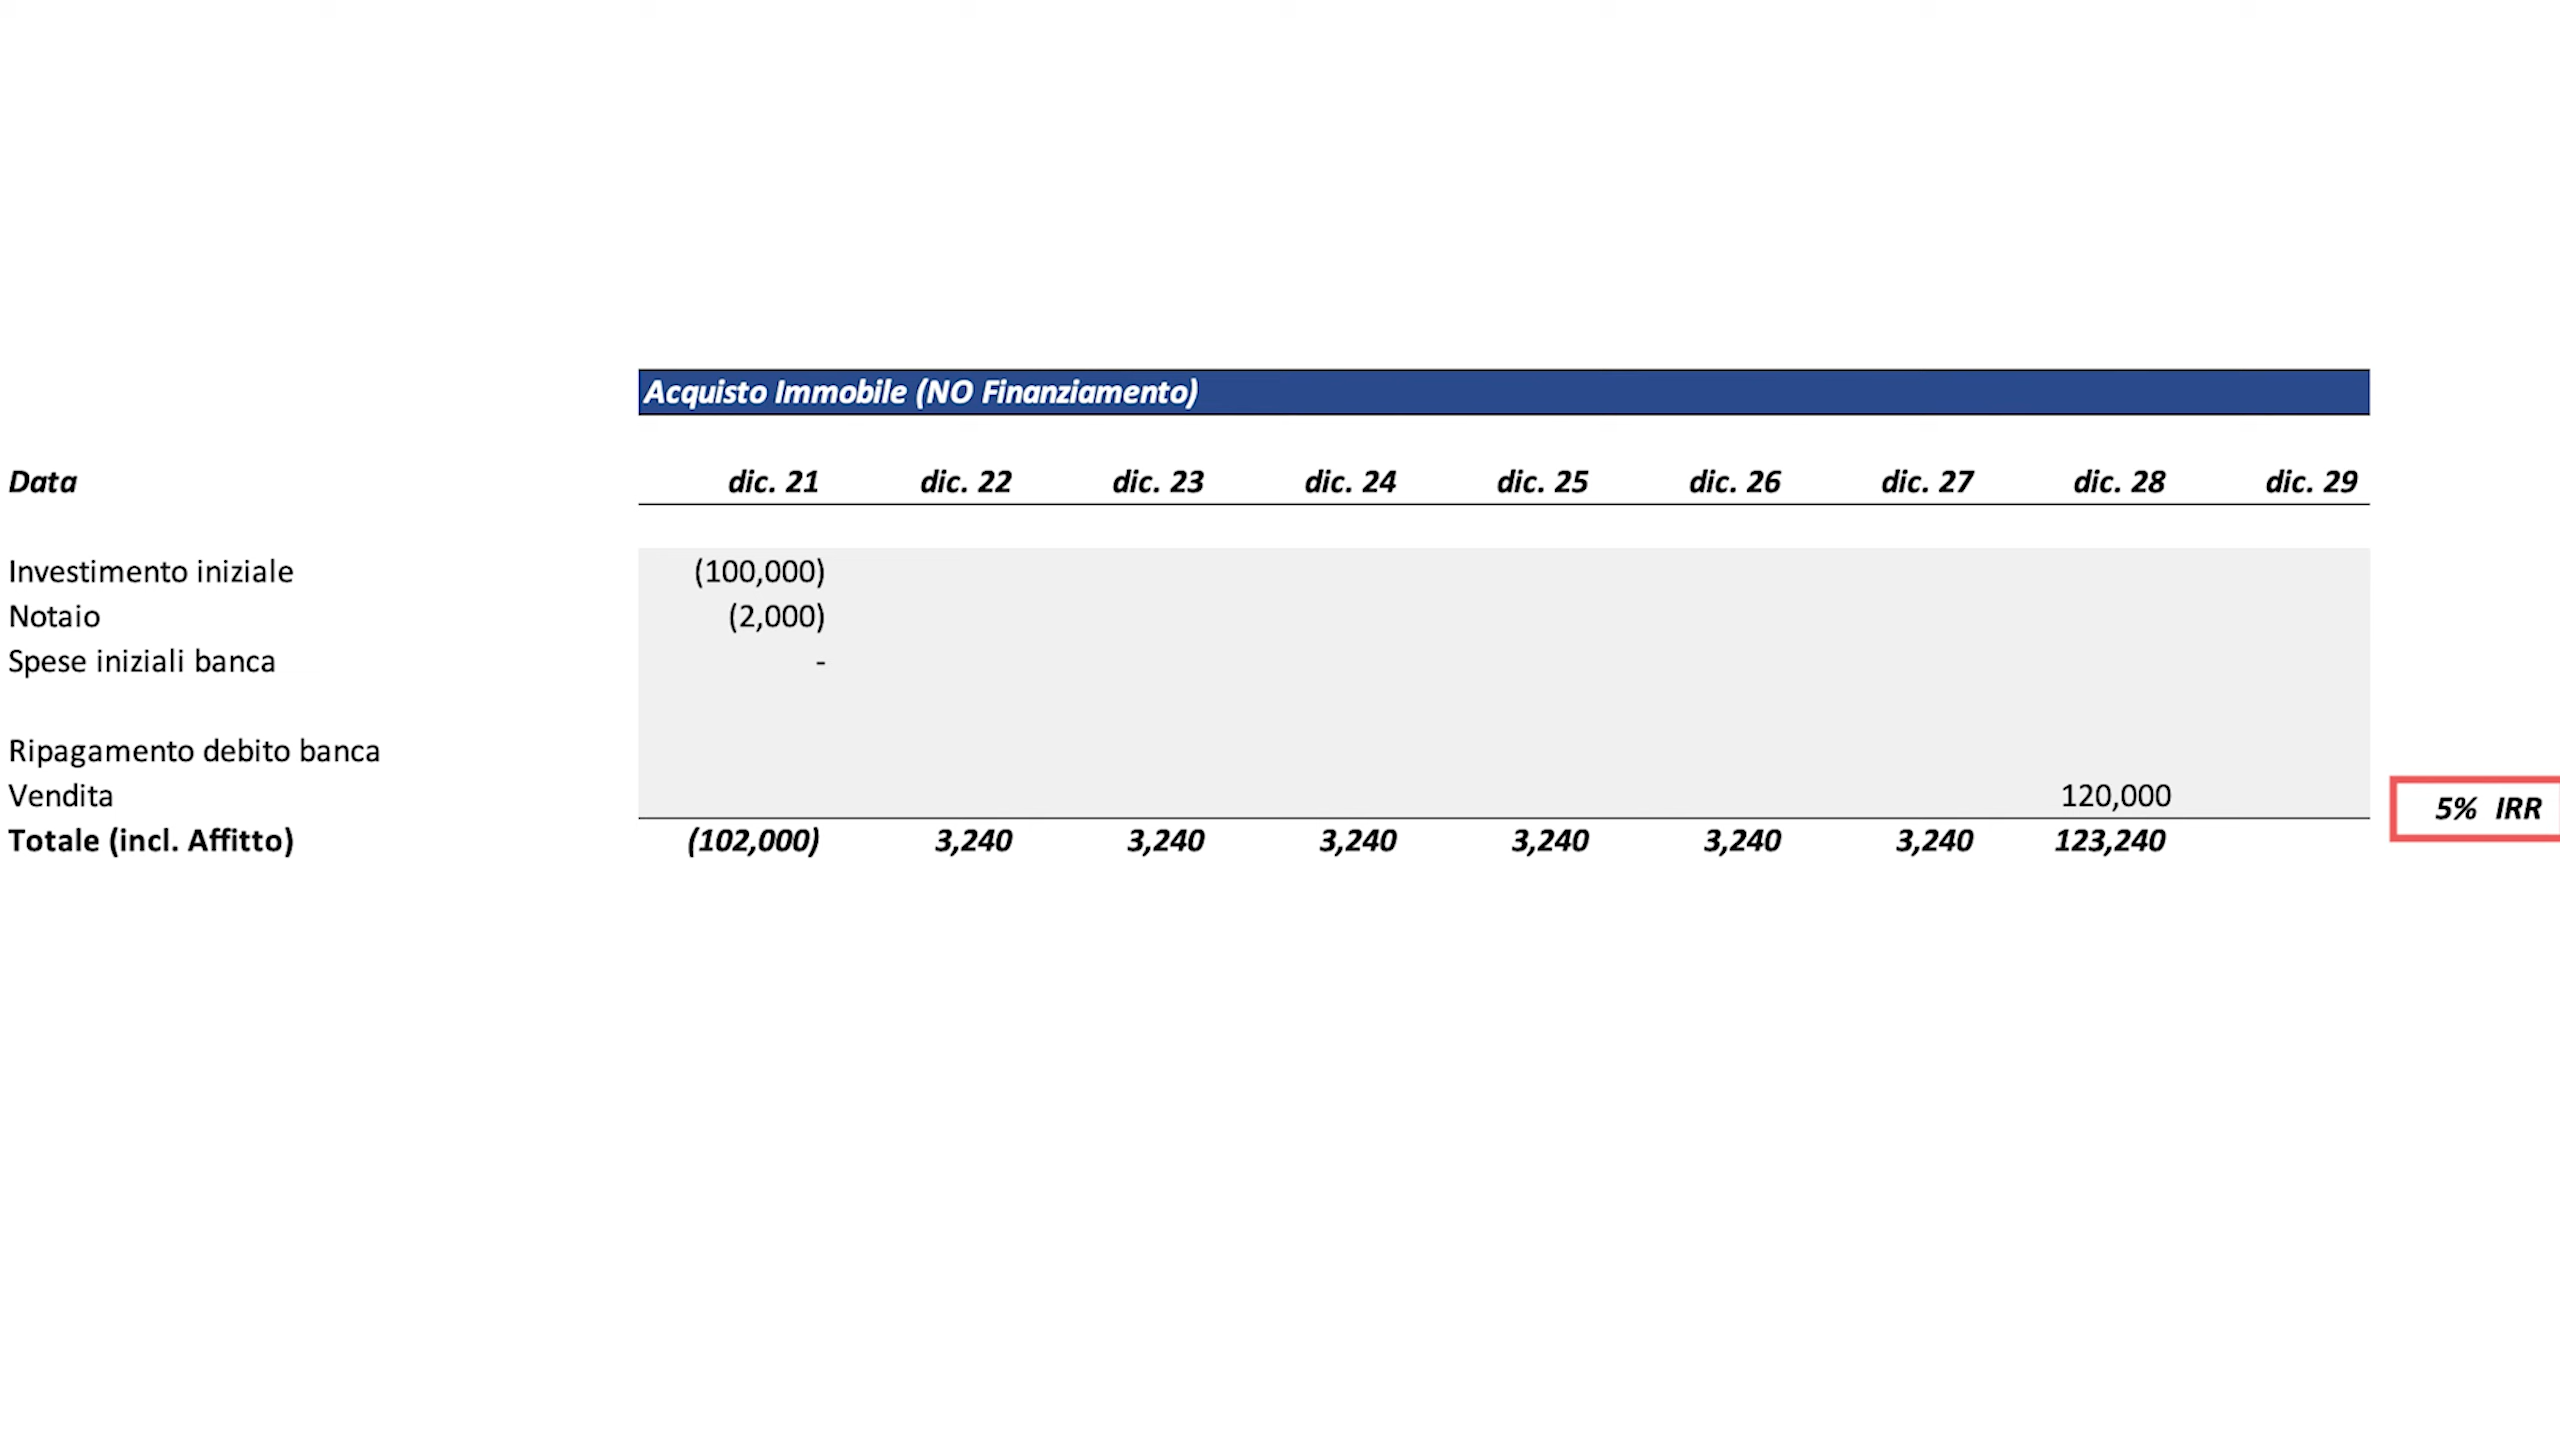 Acquisto Immobile (NO Finanziamento)
Data dic. 21 dic. 22 dic. 23 dic. 24 dic. 25 dic. 26 dic. 27 dic. 28 dic. 29
Investimento iniziale (100,000)
Notaio (2,000)
Spese iniziali banca -
Ripagamento debito banca
Vendita 120,000
5% IRR
Totale (incl. Affitto) (102,000) 3,240 3,240 3,240 3,240 3,240 3,240 123,240